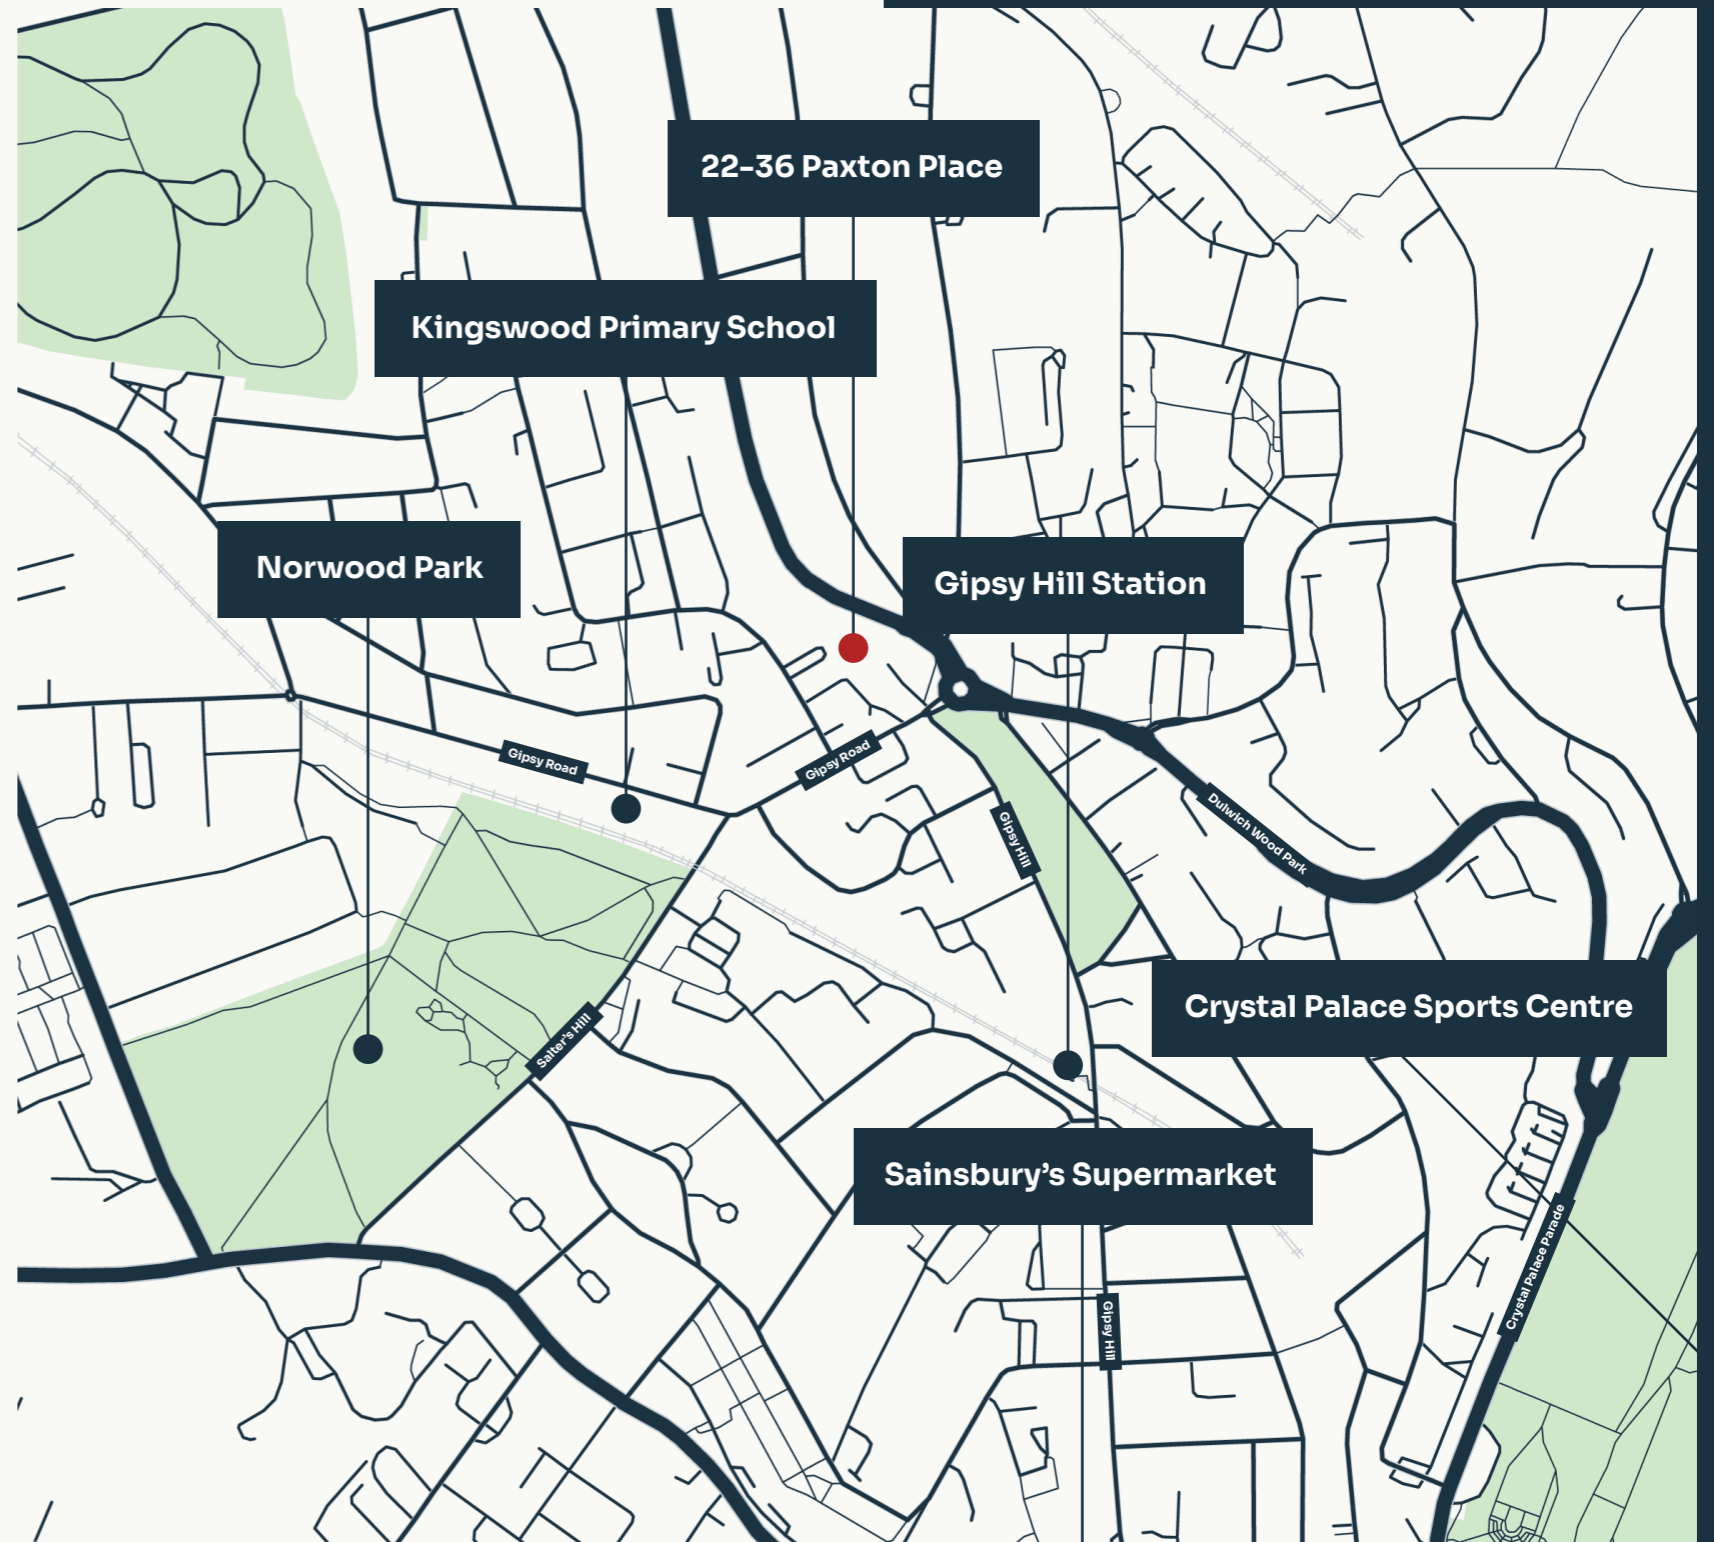 22-36 Paxton Place
Kingswood Primary School
Norwood Park
Gipsy Hill Station
Gipsy Road
Gipsy Road
Gipsy Hill
Dulwich Wood Park
Crystal Palace Sports Centre
Salter's Hill
Sainsbury's Supermarket
Crystal Palace Parade
Gipsy Hill